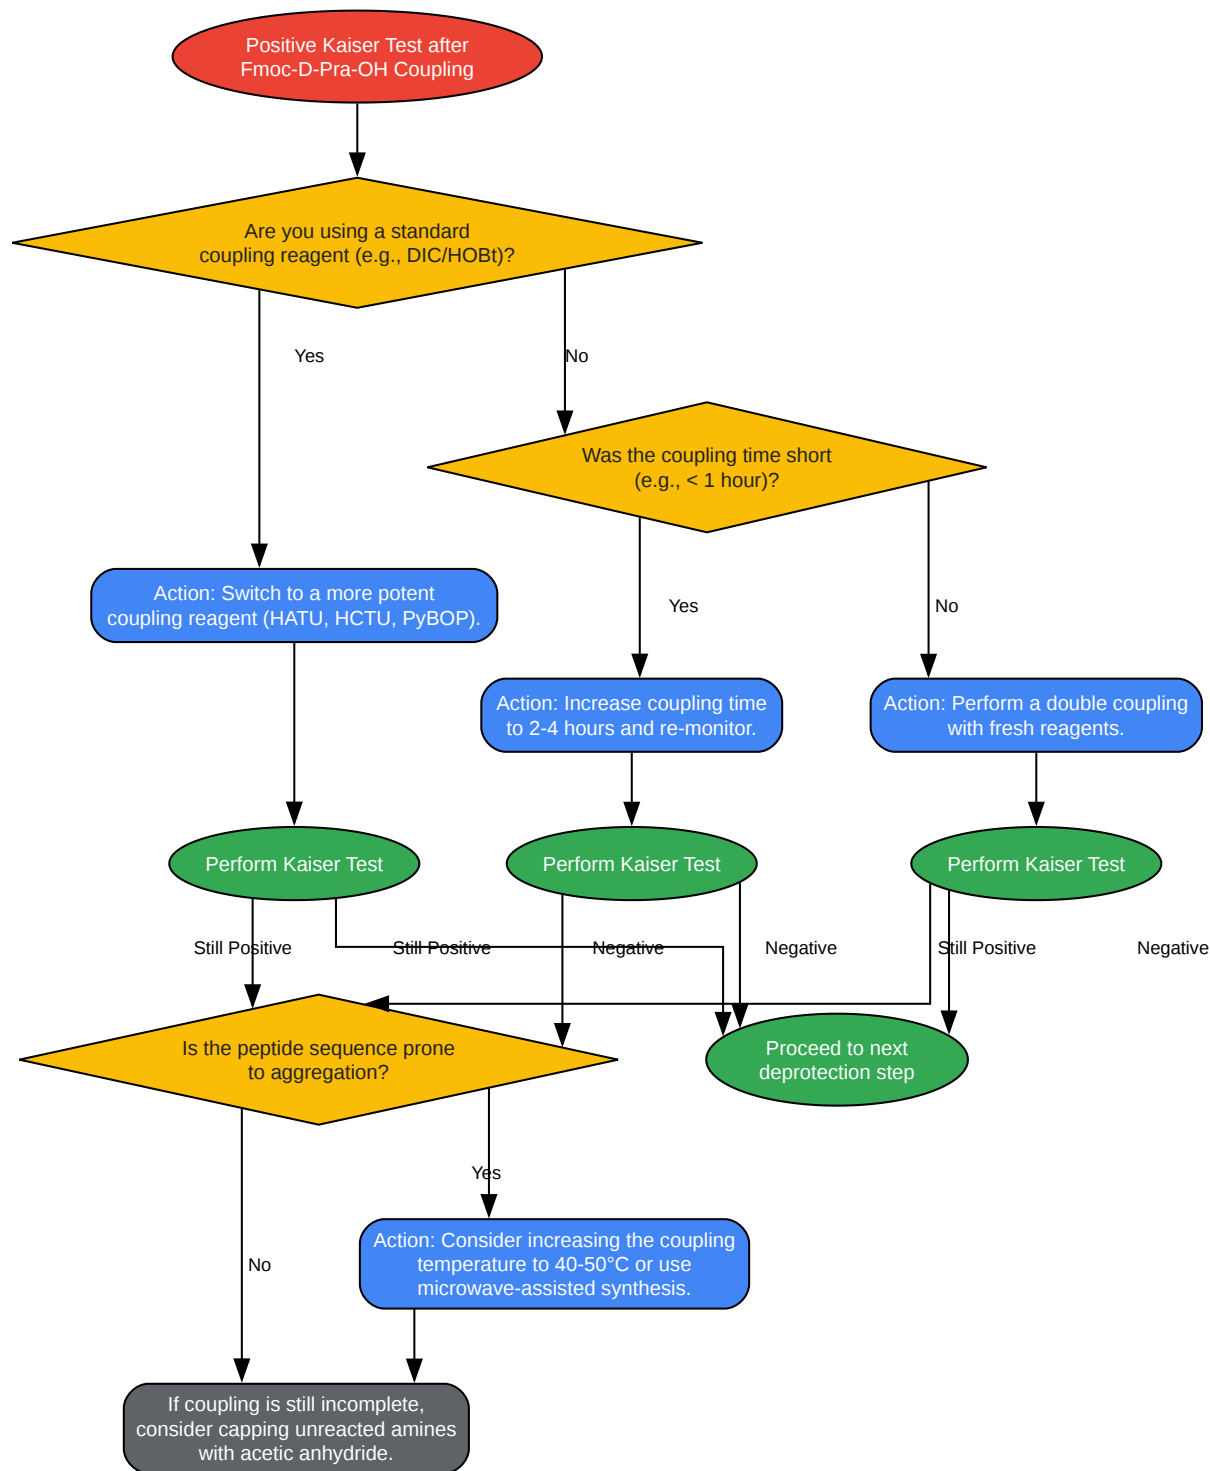 Positive Kaiser Test after
Fmoc-D-Pra-OH Coupling
Are you using a standard
coupling reagent (e.g., DIC/HOBt)?
Yes
No
Was the coupling time short
(e.g., < 1 hour)?
Action: Switch to a more potent
coupling reagent (HATU, HCTU, PyBOP).
Yes
No
Action: Increase coupling time
to 2-4 hours and re-monitor.
Action: Perform a double coupling
with fresh reagents.
Perform Kaiser Test
Perform Kaiser Test
Perform Kaiser Test
Still Positive
Still Positive
Negative
Negative
Still Positive
Negative
Is the peptide sequence prone
to aggregation?
Proceed to next
deprotection step
Yes
No
Action: Consider increasing the coupling
temperature to 40-50°C or use
microwave-assisted synthesis.
If coupling is still incomplete,
consider capping unreacted amines
with acetic anhydride.